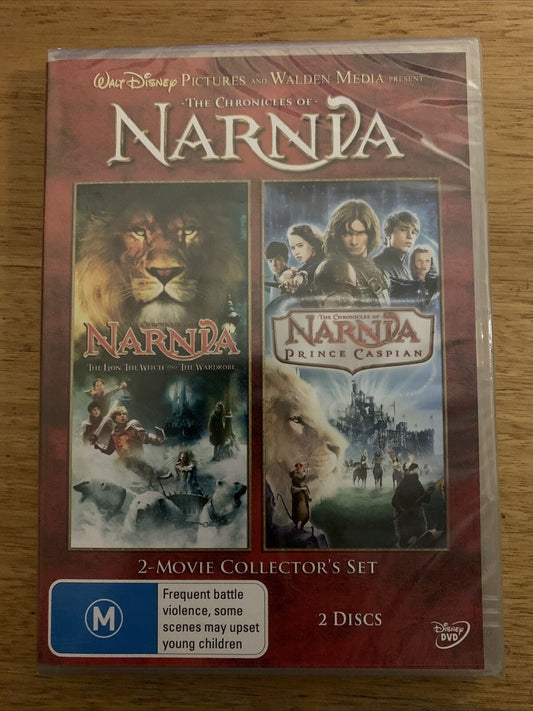 Walt Disney Pictures and Walden Media present
The Chronicles of
Narnia
Chronicles
Narnia
The Lion, The Witch and The Wardrobe
The Chronicles of
Narnia
Prince Caspian
2-Movie Collector's Set
M
Frequent battle
violence, some
scenes may upset
young children
2 Discs
Disney
DVD